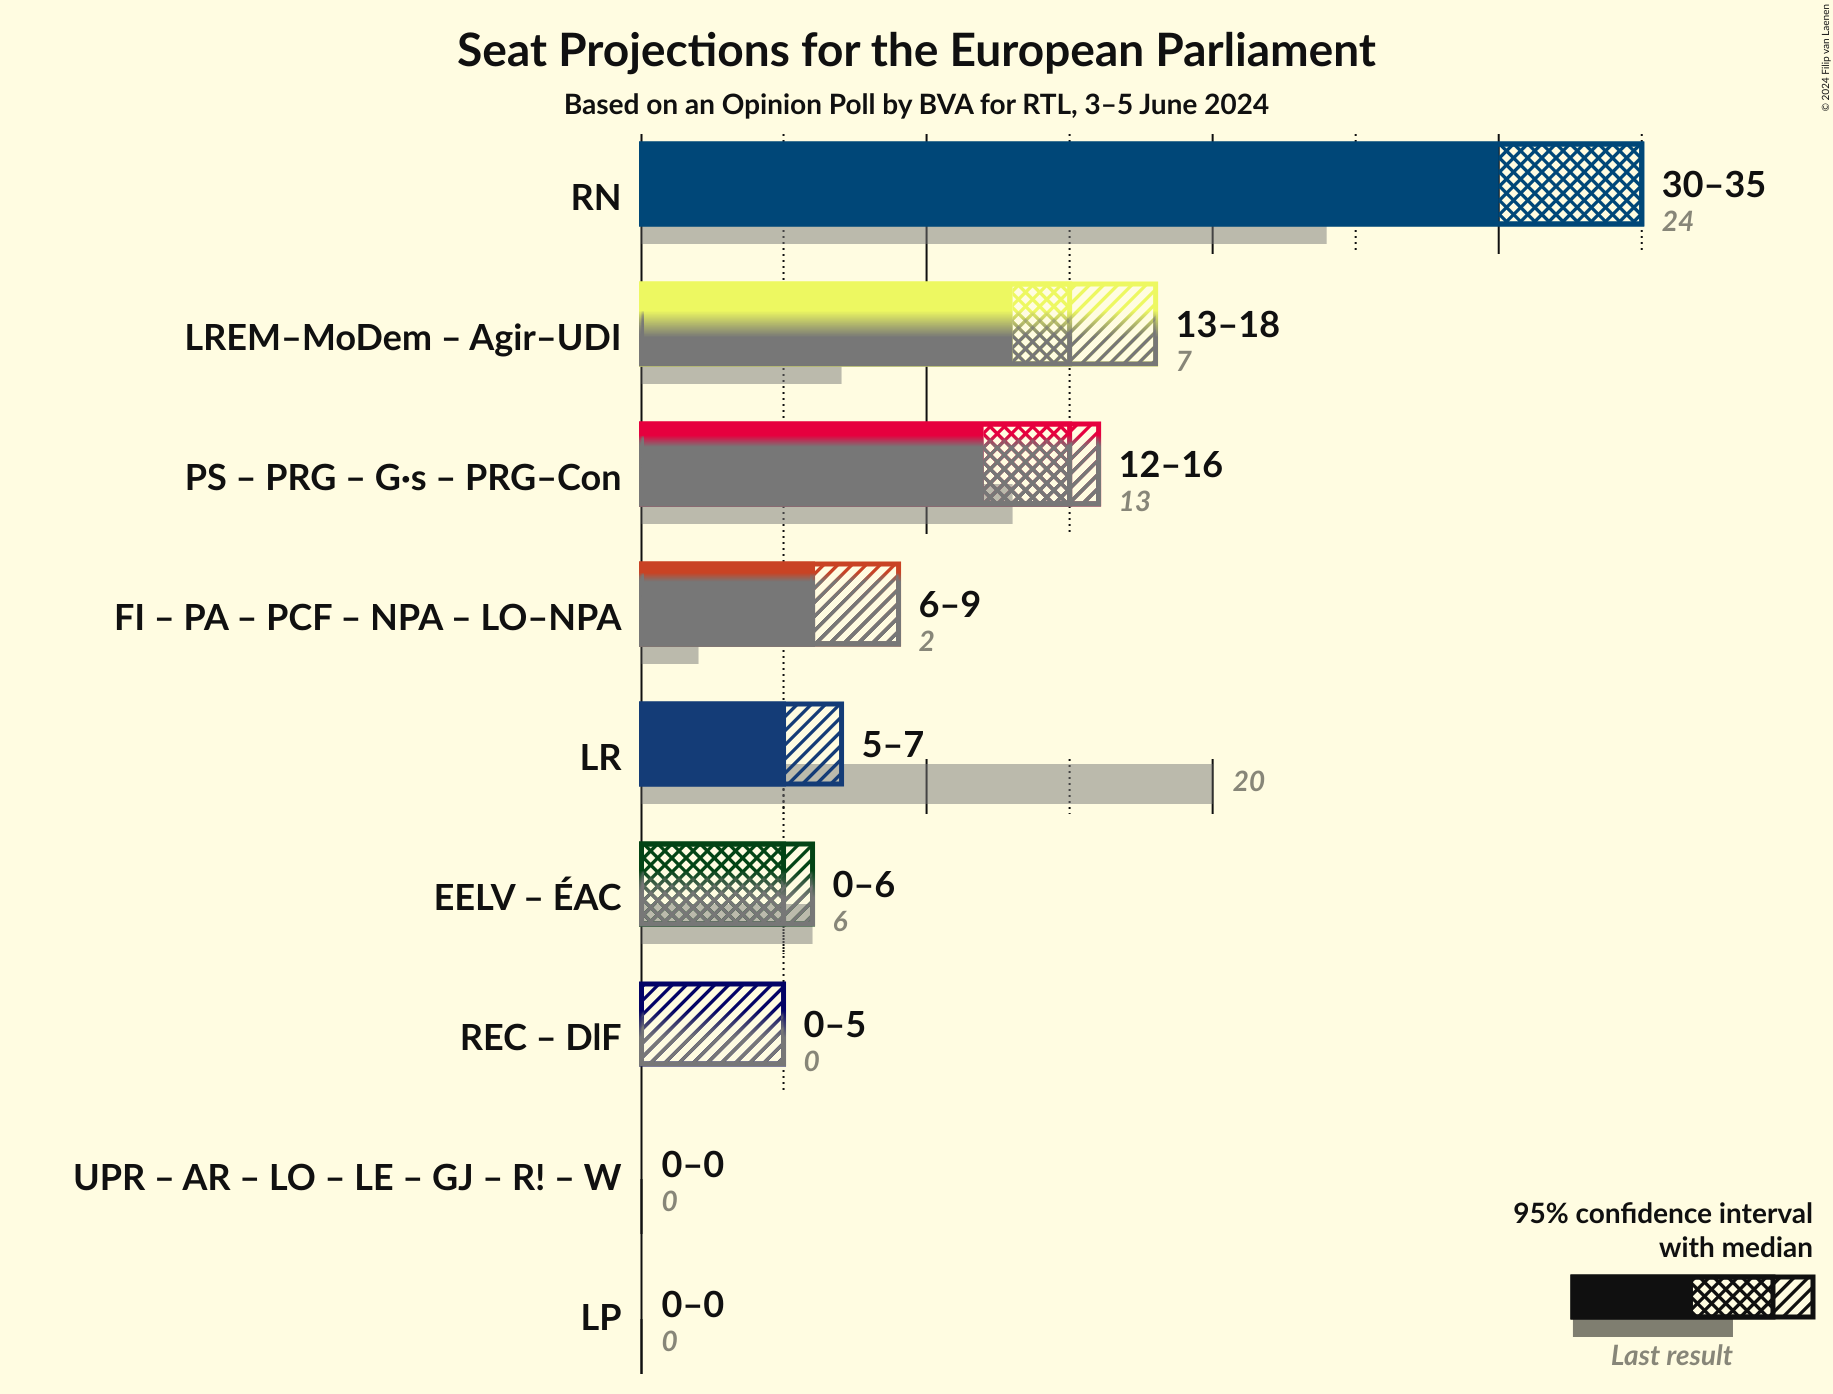 Seat Projections for the European Parliament
Based on an Opinion Poll by BVA for RTL, 3–5 June 2024
© 2024 Filip van Laenen
RN
30–35
24
LREM–MoDem – Agir–UDI
13–18
7
PS – PRG – G·s – PRG–Con
12–16
13
FI – PA – PCF – NPA – LO–NPA
6–9
2
LR
5–7
20
EELV – ÉAC
0–6
6
REC – DlF
0–5
0
UPR – AR – LO – LE – GJ – R! – W
0–0
0
LP
0–0
0
95% confidence interval
with median
Last result